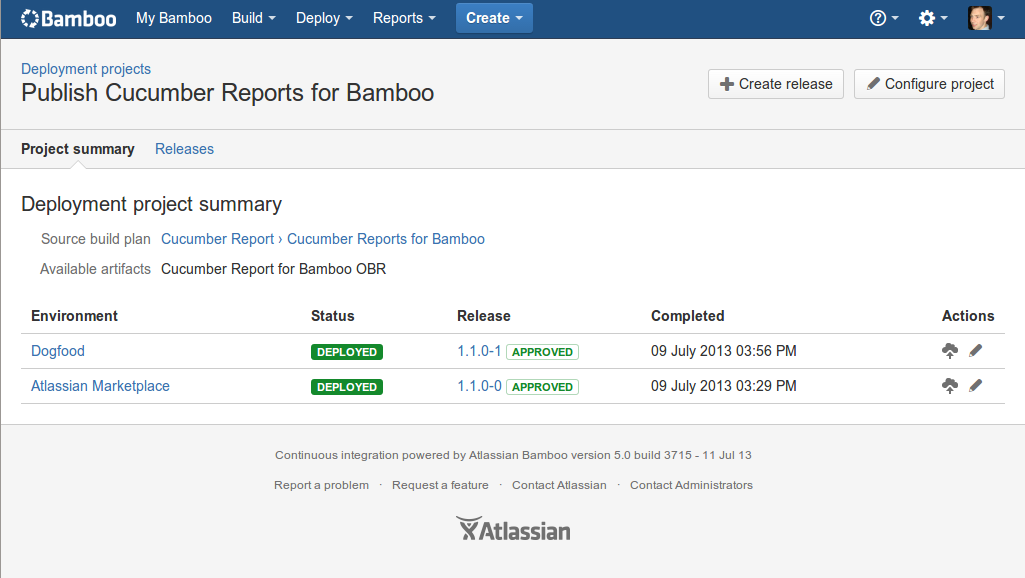 Bamboo My Bamboo Build Deploy Reports Create
Deployment projects
Publish Cucumber Reports for Bamboo
Create release Configure project
Project summary Releases
Deployment project summary
Source build plan Cucumber Report › Cucumber Reports for Bamboo
Available artifacts Cucumber Report for Bamboo OBR
Environment Status Release Completed Actions
Dogfood DEPLOYED 1.1.0-1 APPROVED 09 July 2013 03:56 PM
Atlassian Marketplace DEPLOYED 1.1.0-0 APPROVED 09 July 2013 03:29 PM
Continuous integration powered by Atlassian Bamboo version 5.0 build 3715 - 11 Jul 13
Report a problem · Request a feature · Contact Atlassian · Contact Administrators
Atlassian